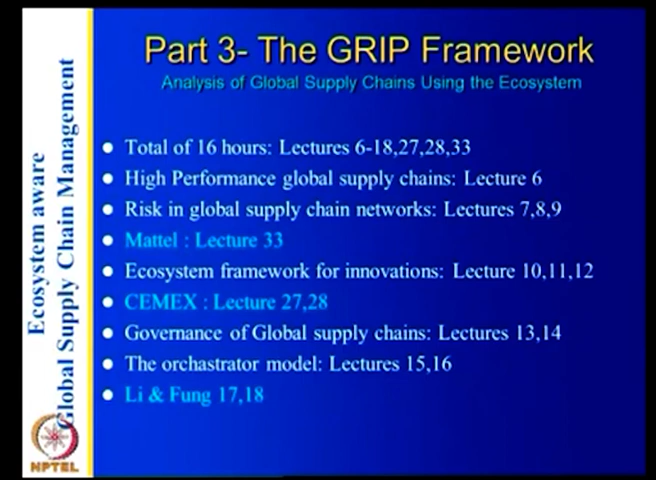 Part 3- The GRIP Framework
Analysis of Global Supply Chains Using the Ecosystem
Total of 16 hours: Lectures 6-18,27,28,33
High Performance global supply chains: Lecture 6
Risk in global supply chain networks: Lectures 7,8,9
Mattel : Lecture 33
Ecosystem framework for innovations: Lecture 10,11,12
CEMEX : Lecture 27,28
Governance of Global supply chains: Lectures 13,14
The orchastrator model: Lectures 15,16
Li & Fung 17,18
Ecosystem aware
Global Supply Chain Management
NPTEL